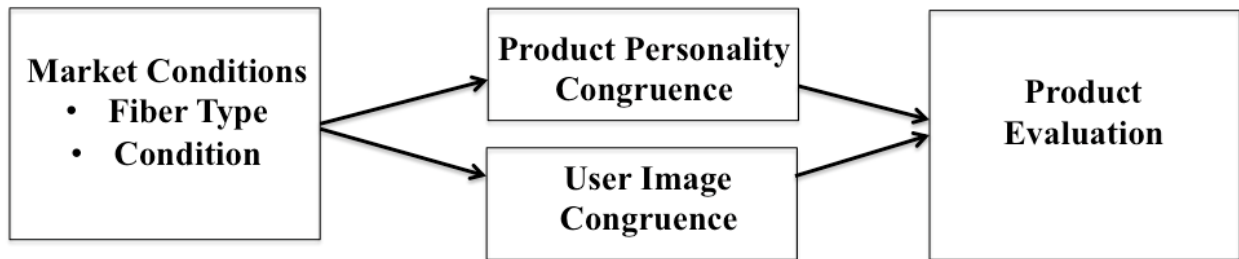 Market Conditions
• Fiber Type
• Condition
Product Personality
Congruence
User Image
Congruence
Product
Evaluation